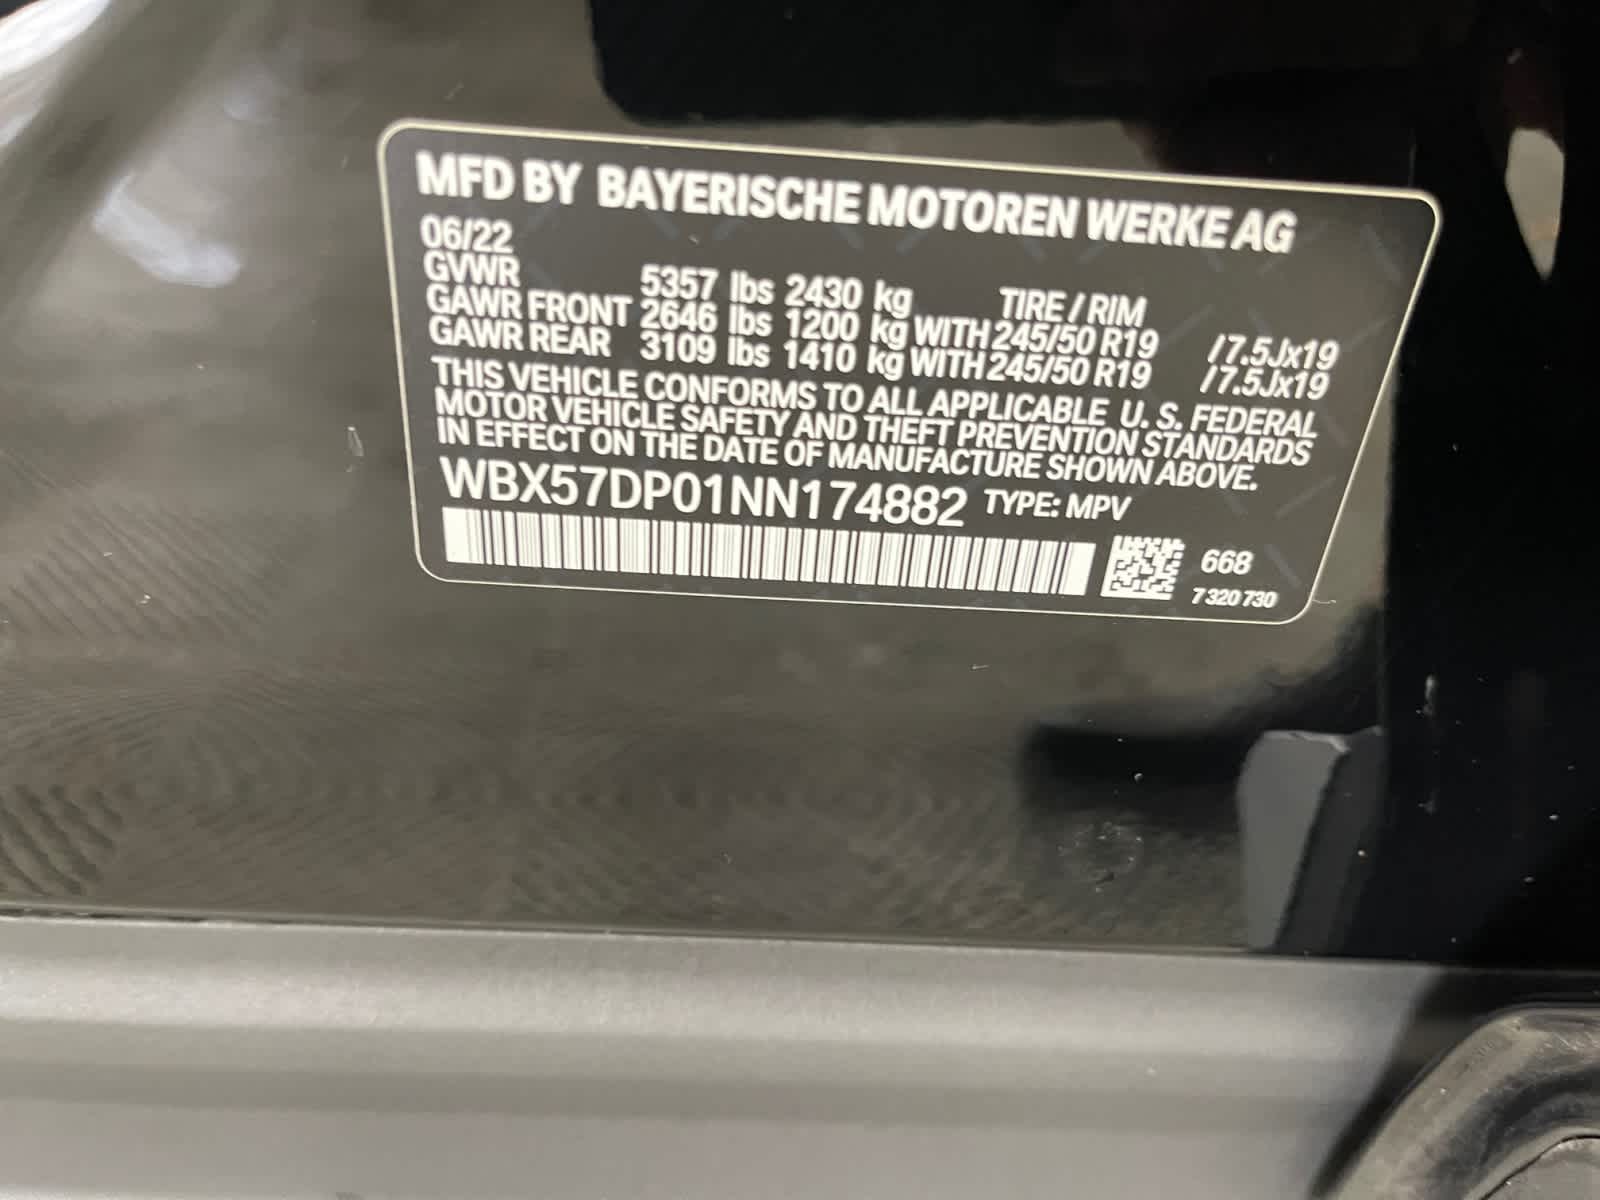 MFD BY BAYERISCHE MOTOREN WERKE AG
06/22
GVWR 5357 lbs 2430 kg TIRE / RIM
GAWR FRONT 2646 lbs 1200 kg WITH 245/50 R19 /7.5Jx19
GAWR REAR 3109 lbs 1410 kg WITH 245/50 R19 /7.5Jx19
THIS VEHICLE CONFORMS TO ALL APPLICABLE U. S. FEDERAL
MOTOR VEHICLE SAFETY AND THEFT PREVENTION STANDARDS
IN EFFECT ON THE DATE OF MANUFACTURE SHOWN ABOVE.
WBX57DP01NN174882 TYPE: MPV
668
7 320 730